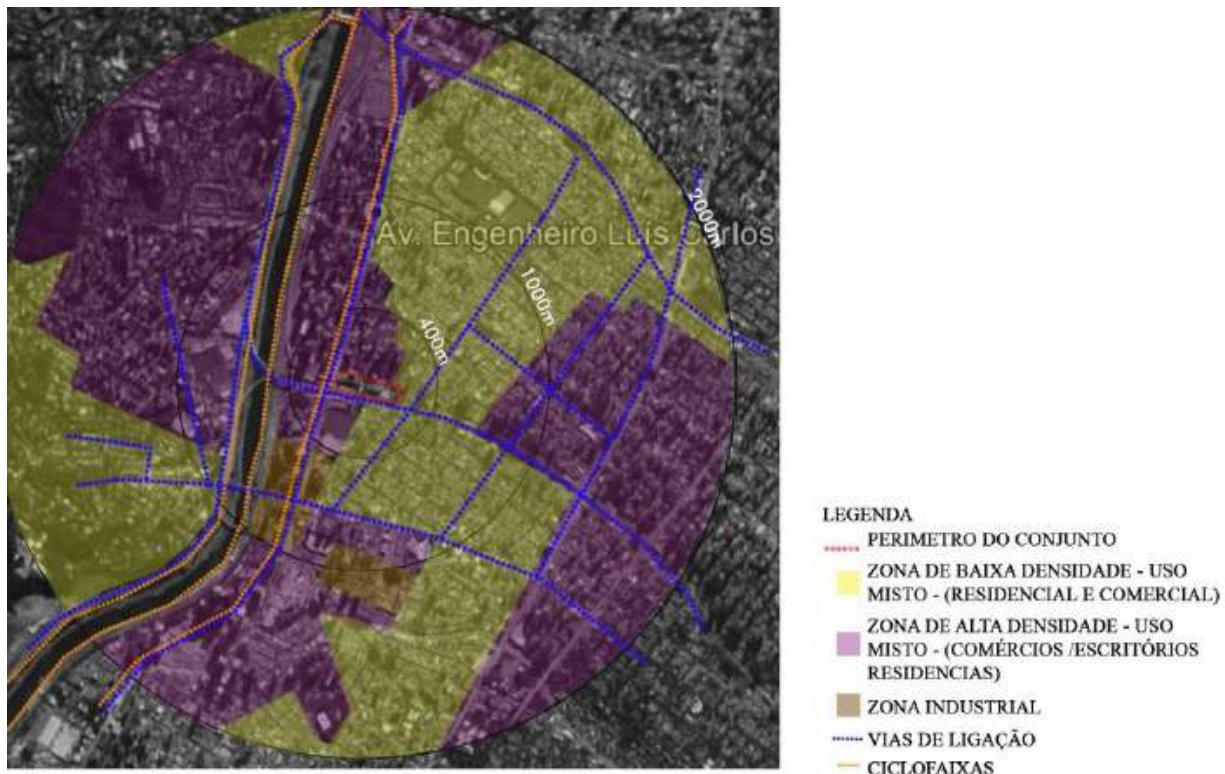 Av. Engenheiro Luis Carlos
2000m
1000m
400m
LEGENDA
PERIMETRO DO CONJUNTO
ZONA DE BAIXA DENSIDADE - USO
MISTO - (RESIDENCIAL E COMERCIAL)
ZONA DE ALTA DENSIDADE - USO
MISTO - (COMÉRCIOS /ESCRITÓRIOS
RESIDENCIAS)
ZONA INDUSTRIAL
VIAS DE LIGAÇÃO
CICLOFAIXAS